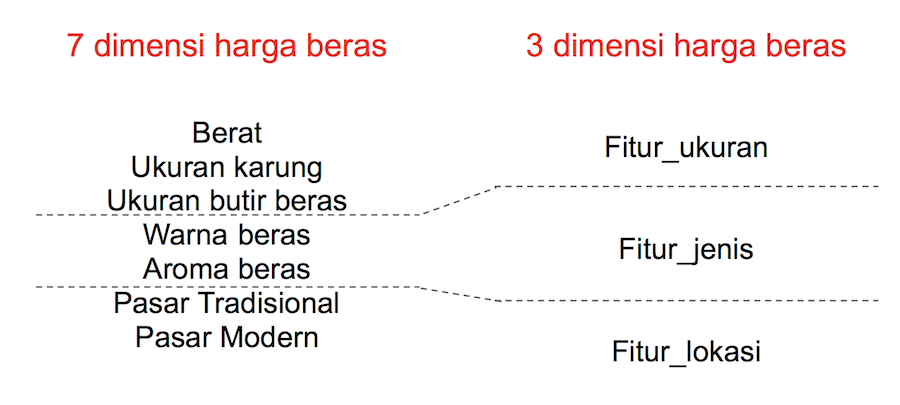 7 dimensi harga beras
3 dimensi harga beras
Berat
Ukuran karung
Ukuran butir beras
Warna beras
Aroma beras
Pasar Tradisional
Pasar Modern
Fitur_ukuran
Fitur_jenis
Fitur_lokasi